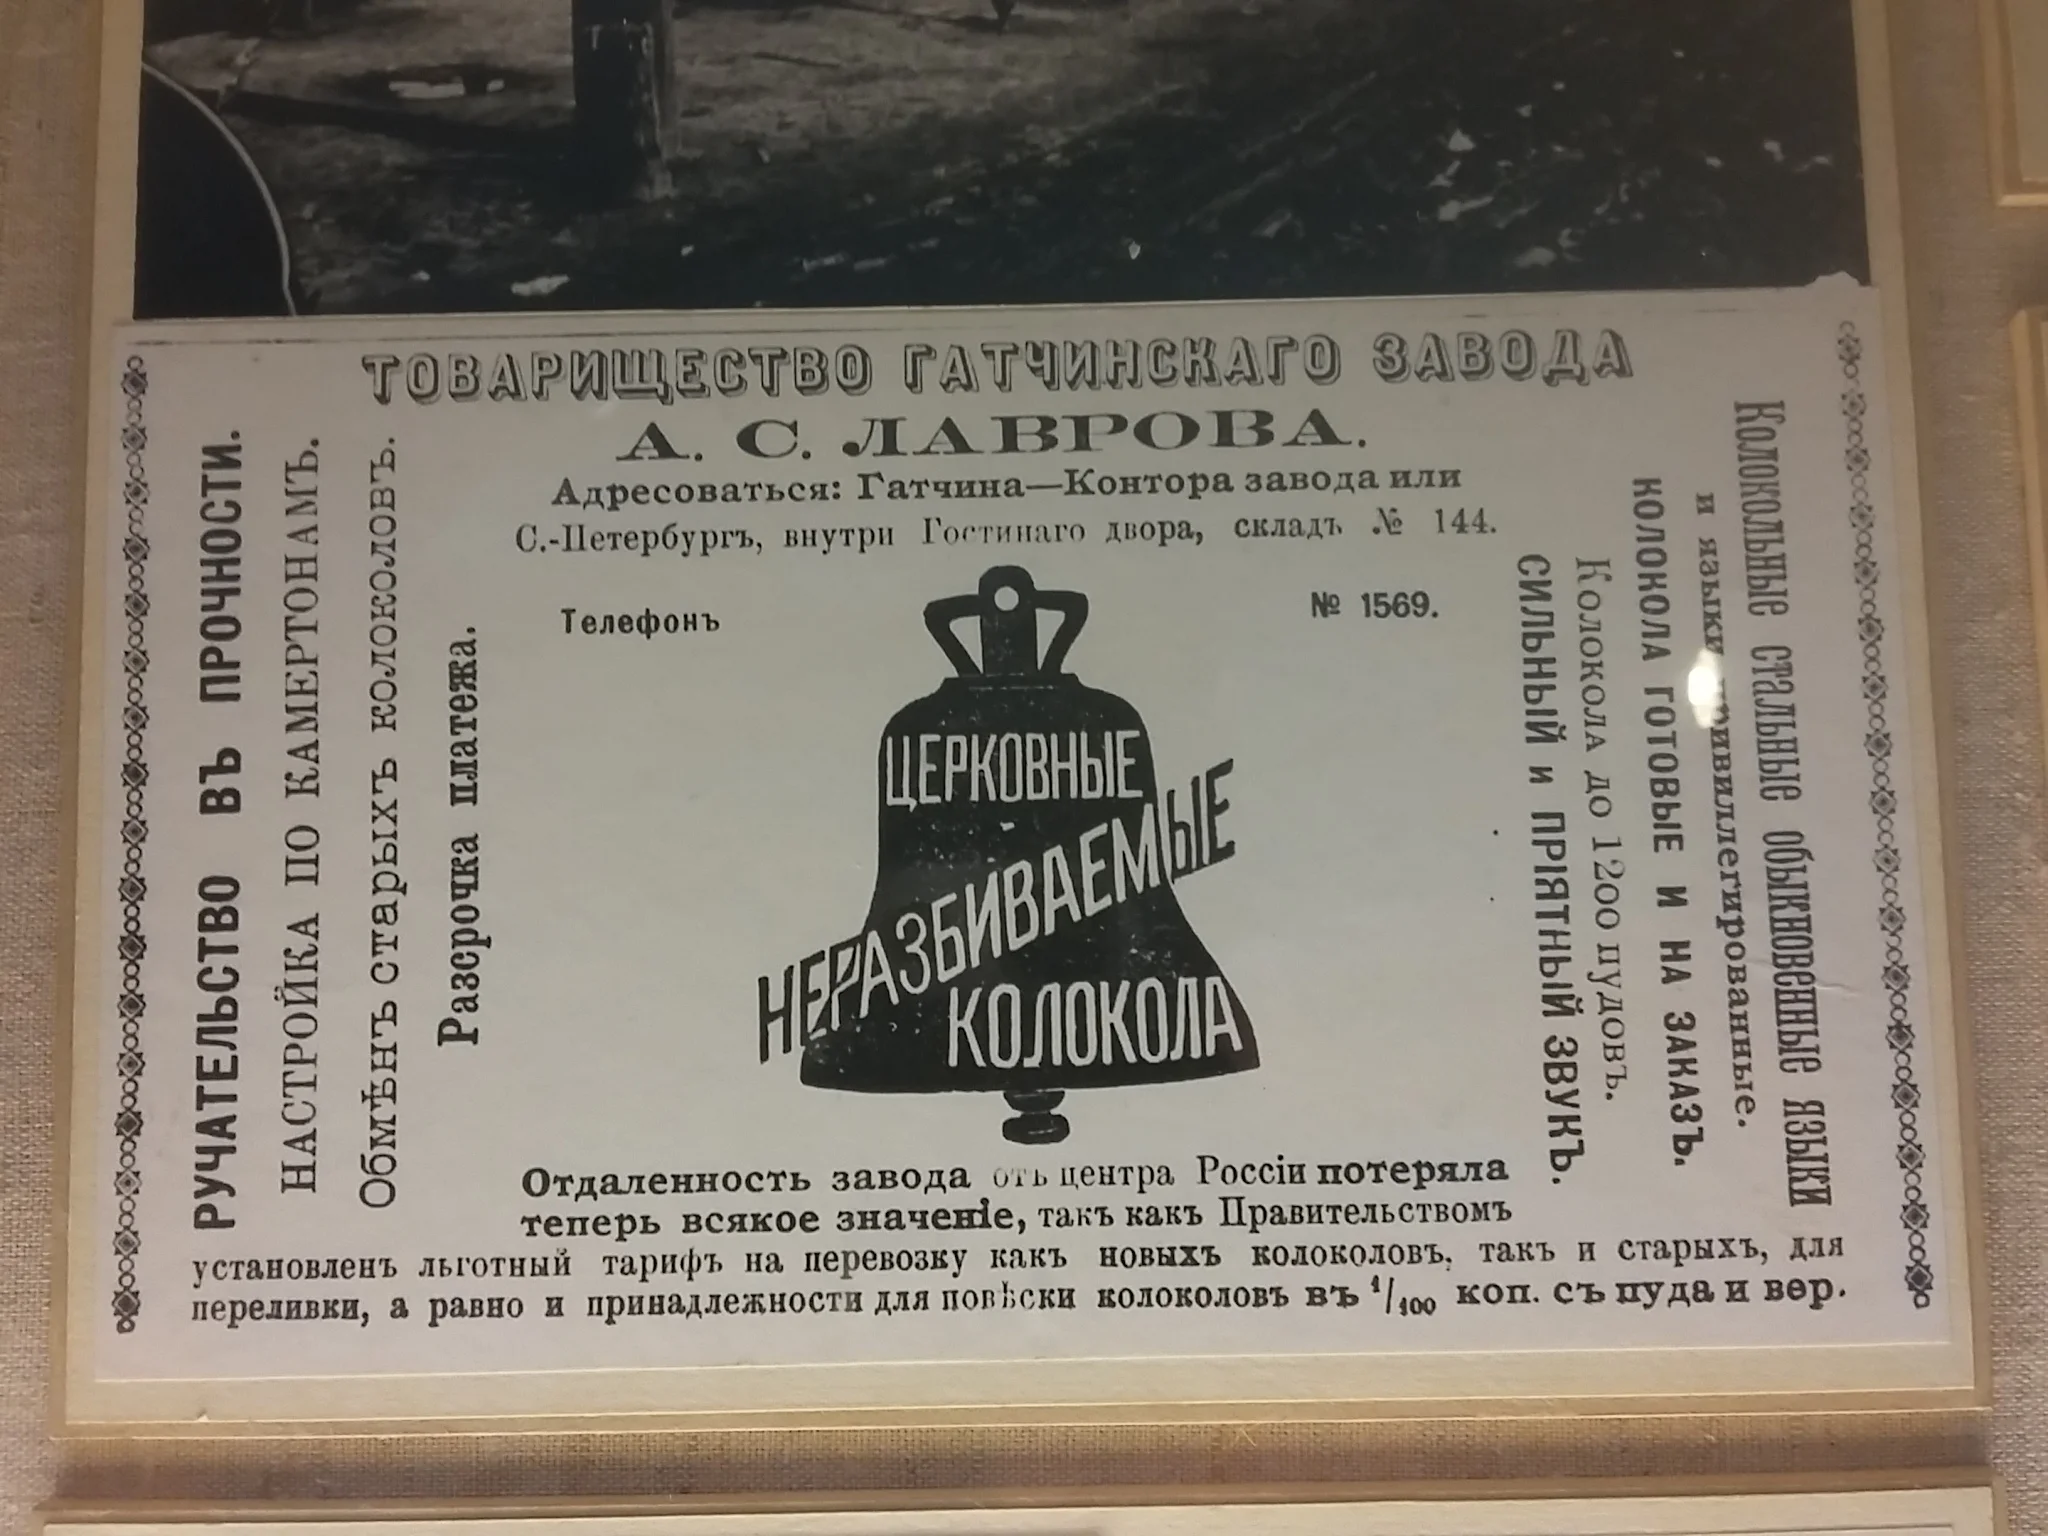 ТОВАРИЩЕСТВО ГАТЧИНСКАГО ЗАВОДА
А. С. ЛАВРОВА.
Адресоваться: Гатчина—Контора завода или
С.-Петербургъ, внутри Гостинаго двора, складъ № 144.
Телефонъ № 1569.
РУЧАТЕЛЬСТВО ВЪ ПРОЧНОСТИ.
НАСТРОЙКА ПО КАМЕРТОНАМЪ.
Обмѣнъ старыхъ колоколовъ.
Разсрочка платежа.
ЦЕРКОВНЫЕ
НЕРАЗБИВАЕМЫЕ
КОЛОКОЛА
Колокольные стальные обыкновенные языки
и языки привиллегированные.
КОЛОКОЛА ГОТОВЫЕ И НА ЗАКАЗЪ.
Колокола до 1200 пудовъ.
СИЛЬНЫЙ и ПРІЯТНЫЙ ЗВУКЪ.
Отдаленность завода отъ центра Россіи потеряла
теперь всякое значеніе, такъ какъ Правительствомъ
установленъ льготный тарифъ на перевозку какъ новыхъ колоколовъ, такъ и старыхъ, для
переливки, а равно и принадлежности для повѣски колоколовъ въ 1/100 коп. съ пуда и вер.